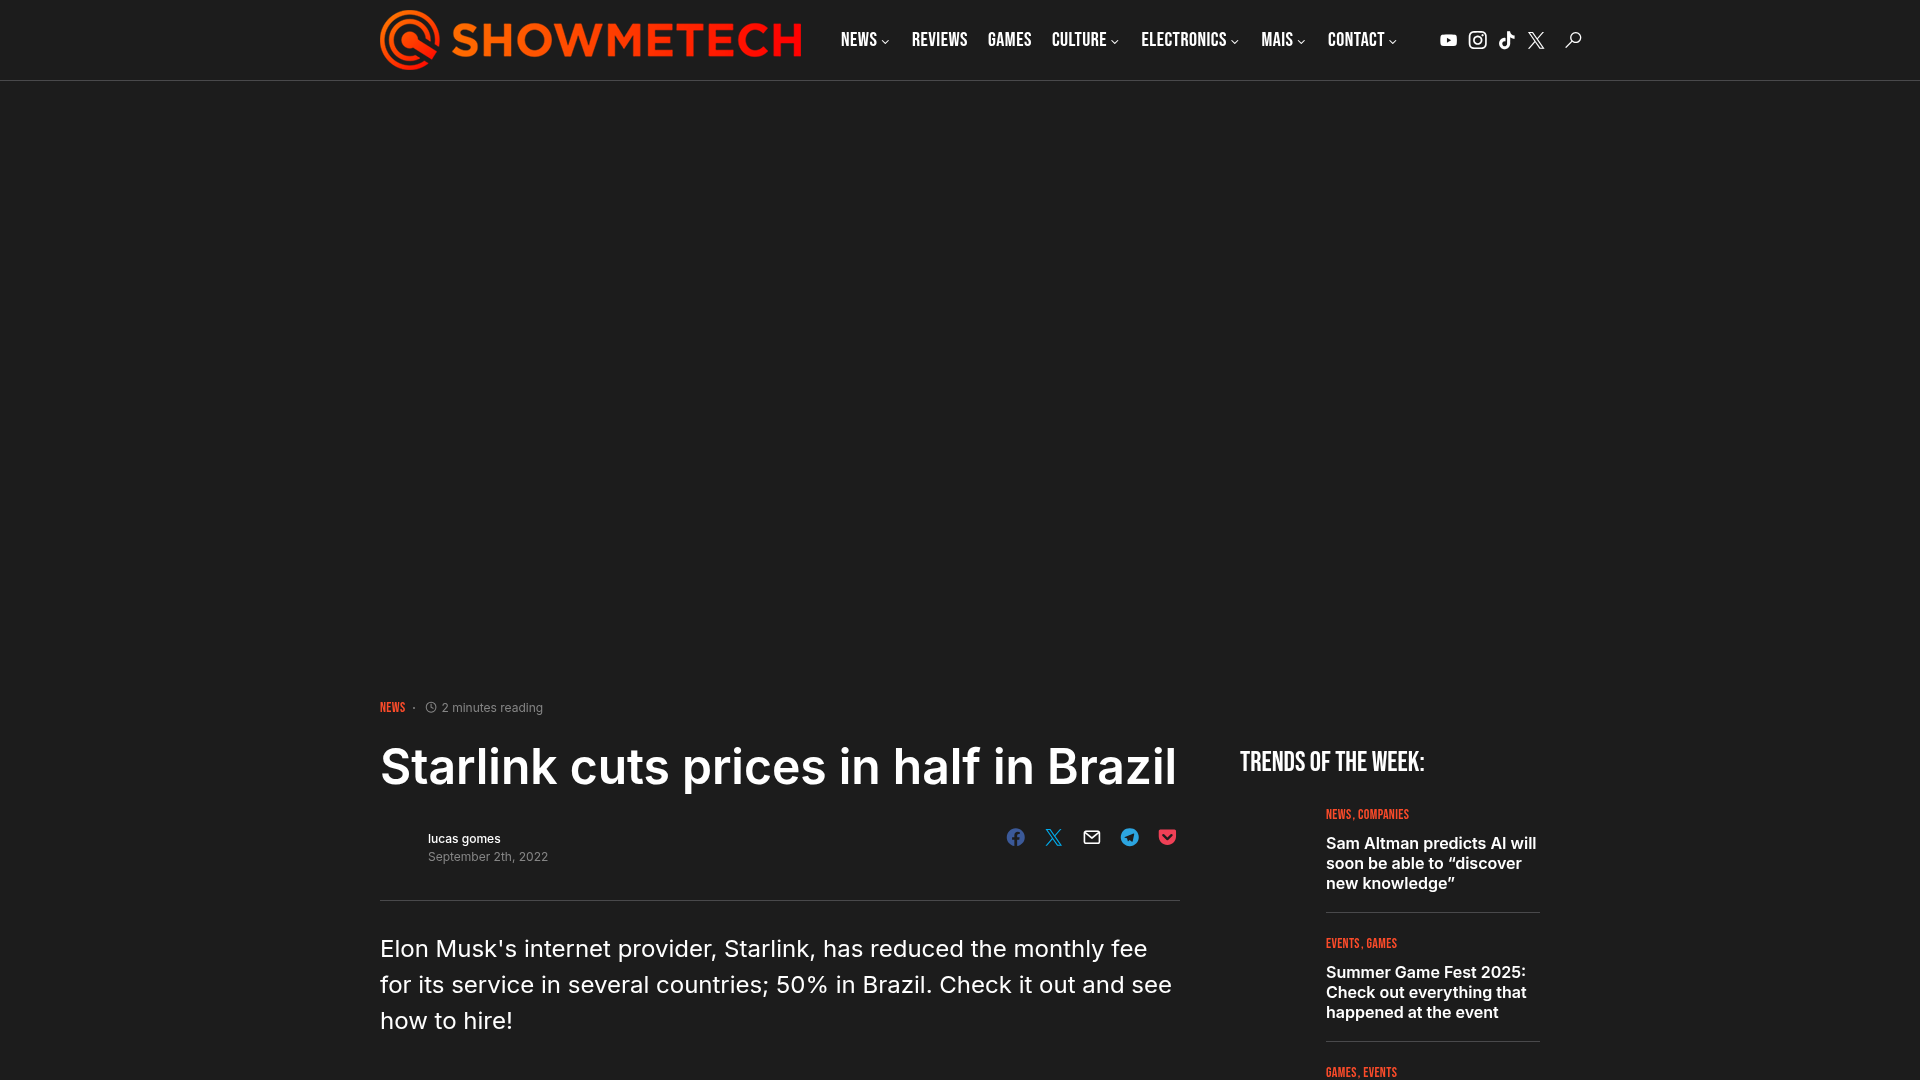 SHOWMETECH
NEWS REVIEWS GAMES CULTURE ELECTRONICS MAIS CONTACT
NEWS · 2 minutes reading
Starlink cuts prices in half in Brazil
lucas gomes
September 2th, 2022
Elon Musk's internet provider, Starlink, has reduced the monthly fee
for its service in several countries; 50% in Brazil. Check it out and see
how to hire!
TRENDS OF THE WEEK:
NEWS, COMPANIES
Sam Altman predicts AI will
soon be able to “discover
new knowledge”
EVENTS, GAMES
Summer Game Fest 2025:
Check out everything that
happened at the event
GAMES, EVENTS